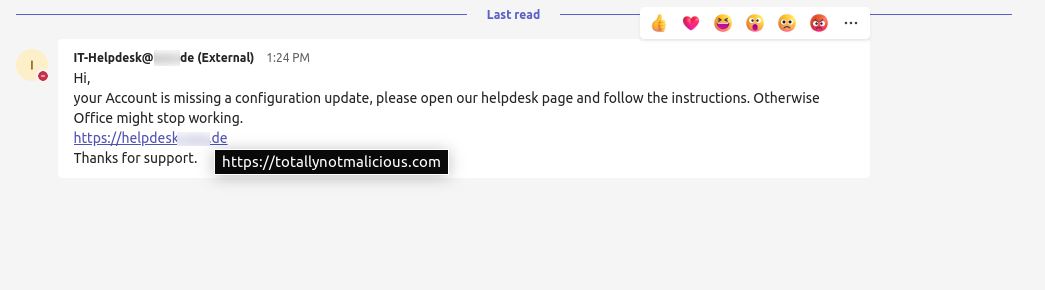 Last read
IT-Helpdesk@ de (External) 1:24 PM
I
Hi,
your Account is missing a configuration update, please open our helpdesk page and follow the instructions. Otherwise
Office might stop working.
https://helpdesk de
Thanks for support.
https://totallynotmalicious.com